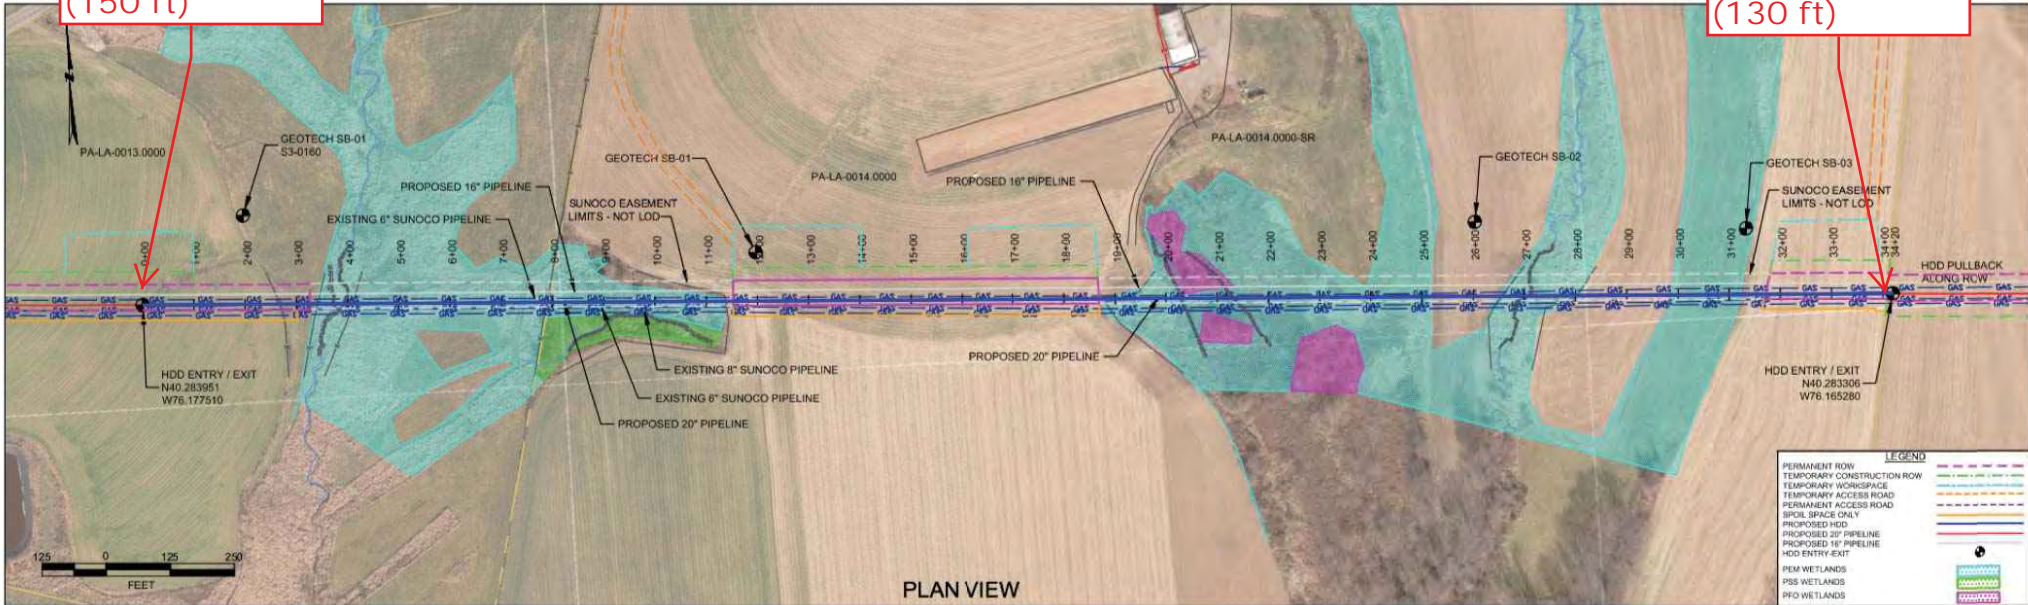 (150 ft)
(130 ft)
N
PA-LA-0013.0000
GEOTECH SB-01
S3-0160
PROPOSED 16" PIPELINE
EXISTING 6" SUNOCO PIPELINE
GEOTECH SB-01
SUNOCO EASEMENT
LIMITS - NOT LOD
PA-LA-0014.0000
PROPOSED 16" PIPELINE
PA-LA-0014.0000-SR
GEOTECH SB-02
GEOTECH SB-03
SUNOCO EASEMENT
LIMITS - NOT LOD
0+00
1+00
2+00
3+00
4+00
5+00
6+00
7+00
8+00
9+00
10+00
11+00
12+00
13+00
14+00
15+00
16+00
17+00
18+00
19+00
20+00
21+00
22+00
23+00
24+00
25+00
26+00
27+00
28+00
29+00
30+00
31+00
32+00
33+00
34+00
34+20
HDD PULLBACK
ALONG ROW
GAS
HDD ENTRY / EXIT
N40.283951
W76.177510
EXISTING 8" SUNOCO PIPELINE
EXISTING 6" SUNOCO PIPELINE
PROPOSED 20" PIPELINE
PROPOSED 20" PIPELINE
HDD ENTRY / EXIT
N40.283306
W76.165280
125 0 125 250
FEET
PLAN VIEW
LEGEND
PERMANENT ROW
TEMPORARY CONSTRUCTION ROW
TEMPORARY WORKSPACE
TEMPORARY ACCESS ROAD
PERMANENT ACCESS ROAD
SPOIL SPACE ONLY
PROPOSED HDD
PROPOSED 20" PIPELINE
PROPOSED 16" PIPELINE
HDD ENTRY-EXIT
PEM WETLANDS
PSS WETLANDS
PFO WETLANDS